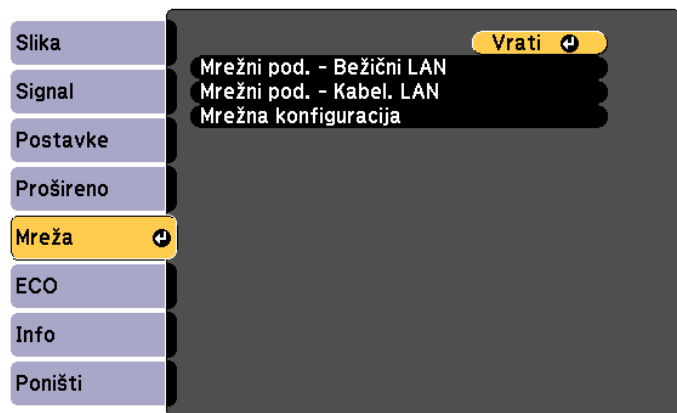 Slika
Signal
Postavke
Prošireno
Mreža
ECO
Info
Poništi
Vrati
Mrežni pod. - Bežični LAN
Mrežni pod. - Kabel. LAN
Mrežna konfiguracija